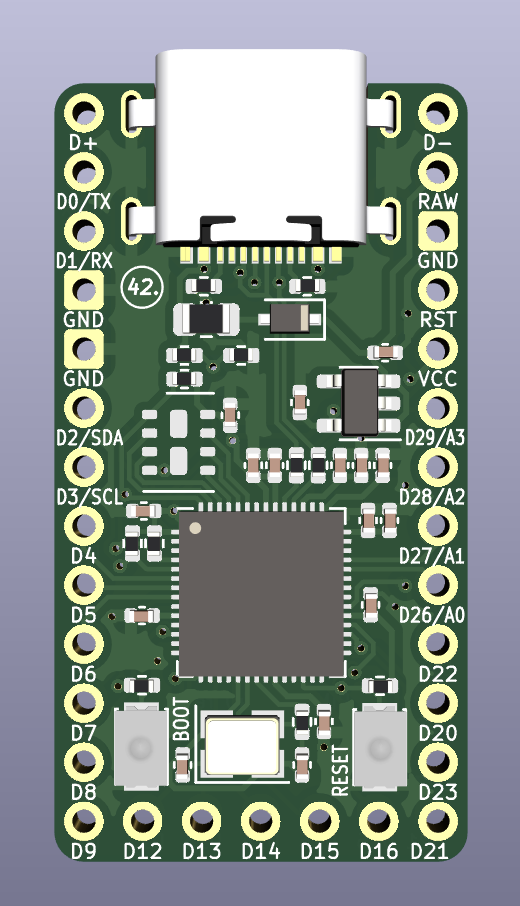 D+
D-
D0/TX
RAW
D1/RX
GND
42.
GND
RST
GND
VCC
D2/SDA
D29/A3
D3/SCL
D28/A2
D4
D27/A1
D5
D26/A0
D6
D22
D7
BOOT
D20
D8
RESET
D23
D9
D12
D13
D14
D15
D16
D21